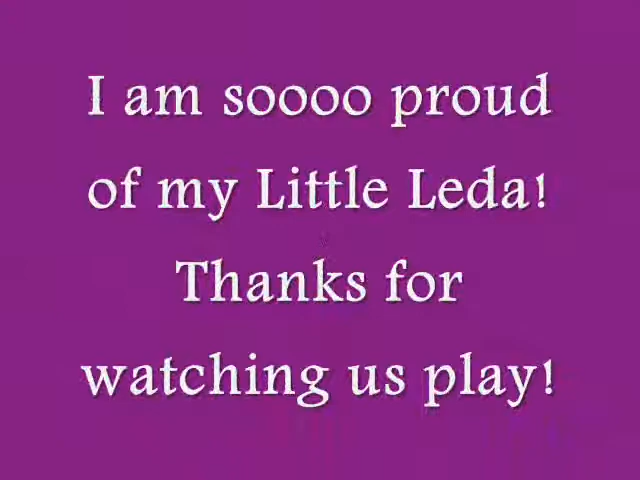 I am soooo proud
of my Little Leda!
Thanks for
watching us play!